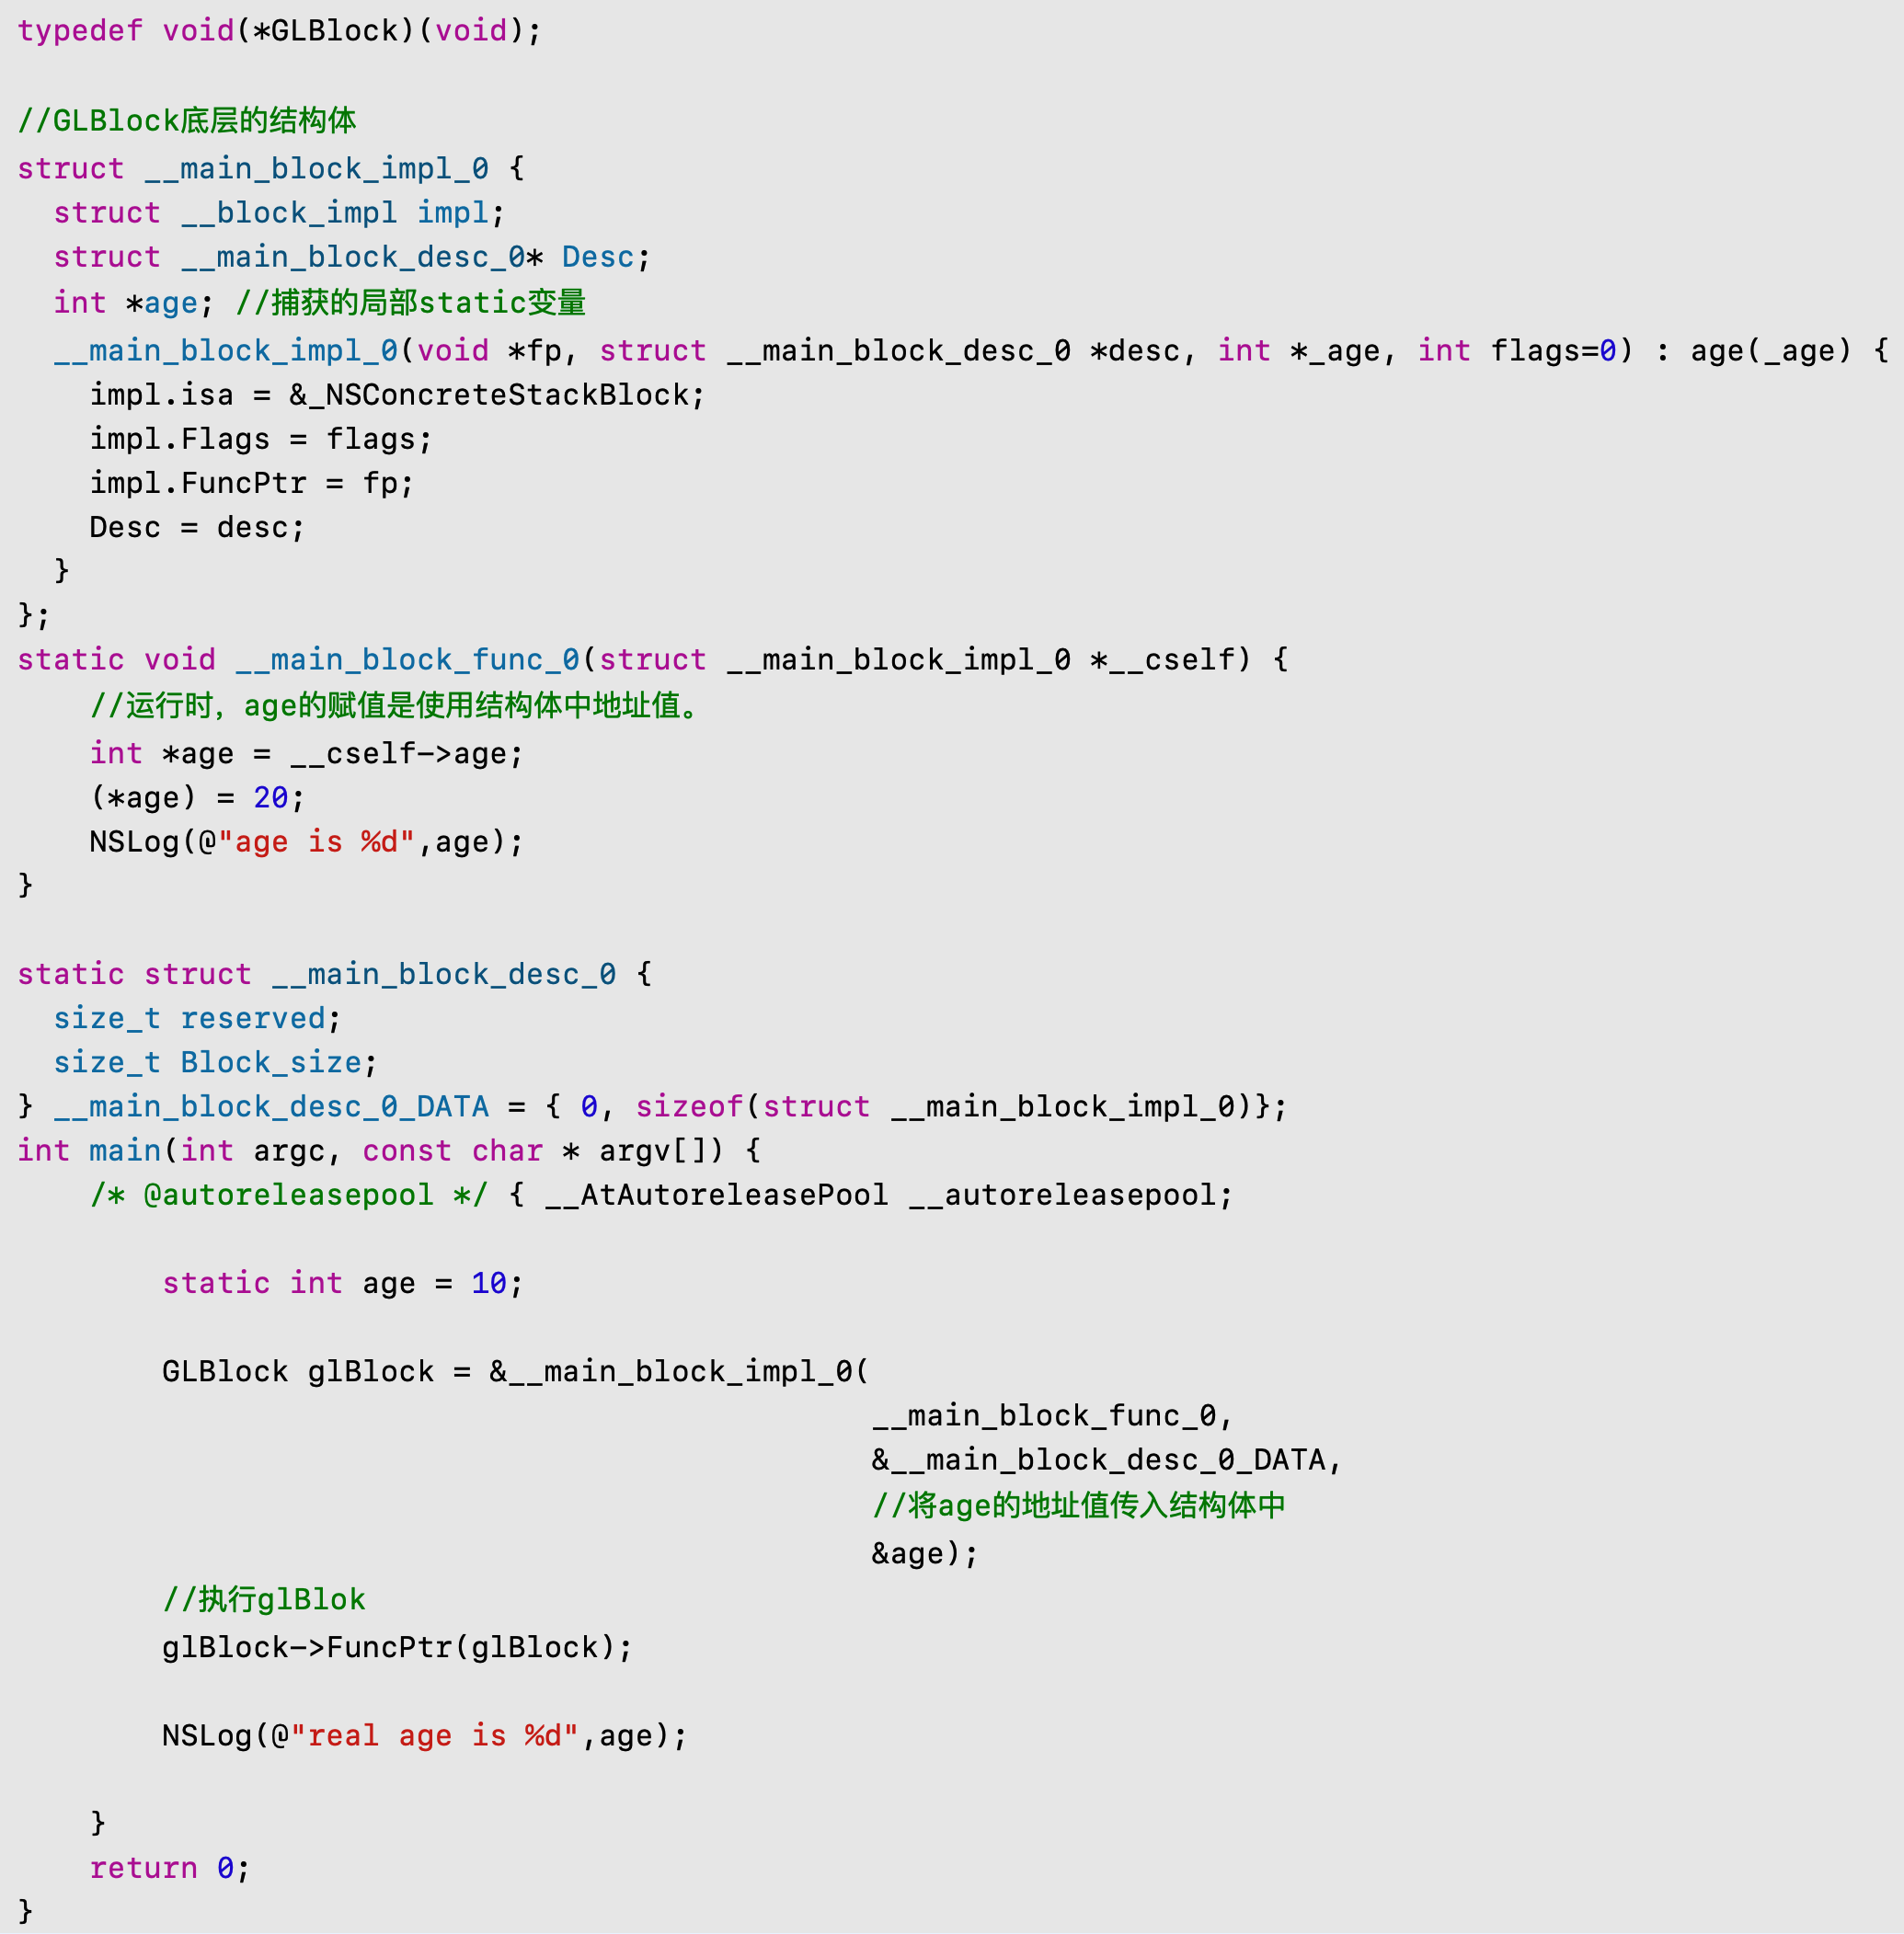 typedef void(*GLBlock)(void);
//GLBlock底层的结构体
struct __main_block_impl_0 {
  struct __block_impl impl;
  struct __main_block_desc_0* Desc;
  int *age; //捕获的局部static变量
  __main_block_impl_0(void *fp, struct __main_block_desc_0 *desc, int *_age, int flags=0) : age(_age) {
    impl.isa = &_NSConcreteStackBlock;
    impl.Flags = flags;
    impl.FuncPtr = fp;
    Desc = desc;
  }
};
static void __main_block_func_0(struct __main_block_impl_0 *__cself) {
    //运行时，age的赋值是使用结构体中地址值。
    int *age = __cself->age;
    (*age) = 20;
    NSLog(@"age is %d",age);
}
static struct __main_block_desc_0 {
  size_t reserved;
  size_t Block_size;
} __main_block_desc_0_DATA = { 0, sizeof(struct __main_block_impl_0)};
int main(int argc, const char * argv[]) {
    /* @autoreleasepool */ { __AtAutoreleasePool __autoreleasepool;
        static int age = 10;
        GLBlock glBlock = &__main_block_impl_0(
                                               __main_block_func_0,
                                               &__main_block_desc_0_DATA,
                                               //将age的地址值传入结构体中
                                               &age);
        //执行glBlok
        glBlock->FuncPtr(glBlock);
        NSLog(@"real age is %d",age);
    }
    return 0;
}